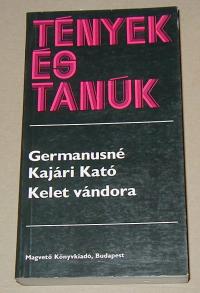 TÉNYEK
ÉS
TANÚK
Germanusné
Kajári Kató
Kelet vándora
Magvető Könyvkiadó, Budapest